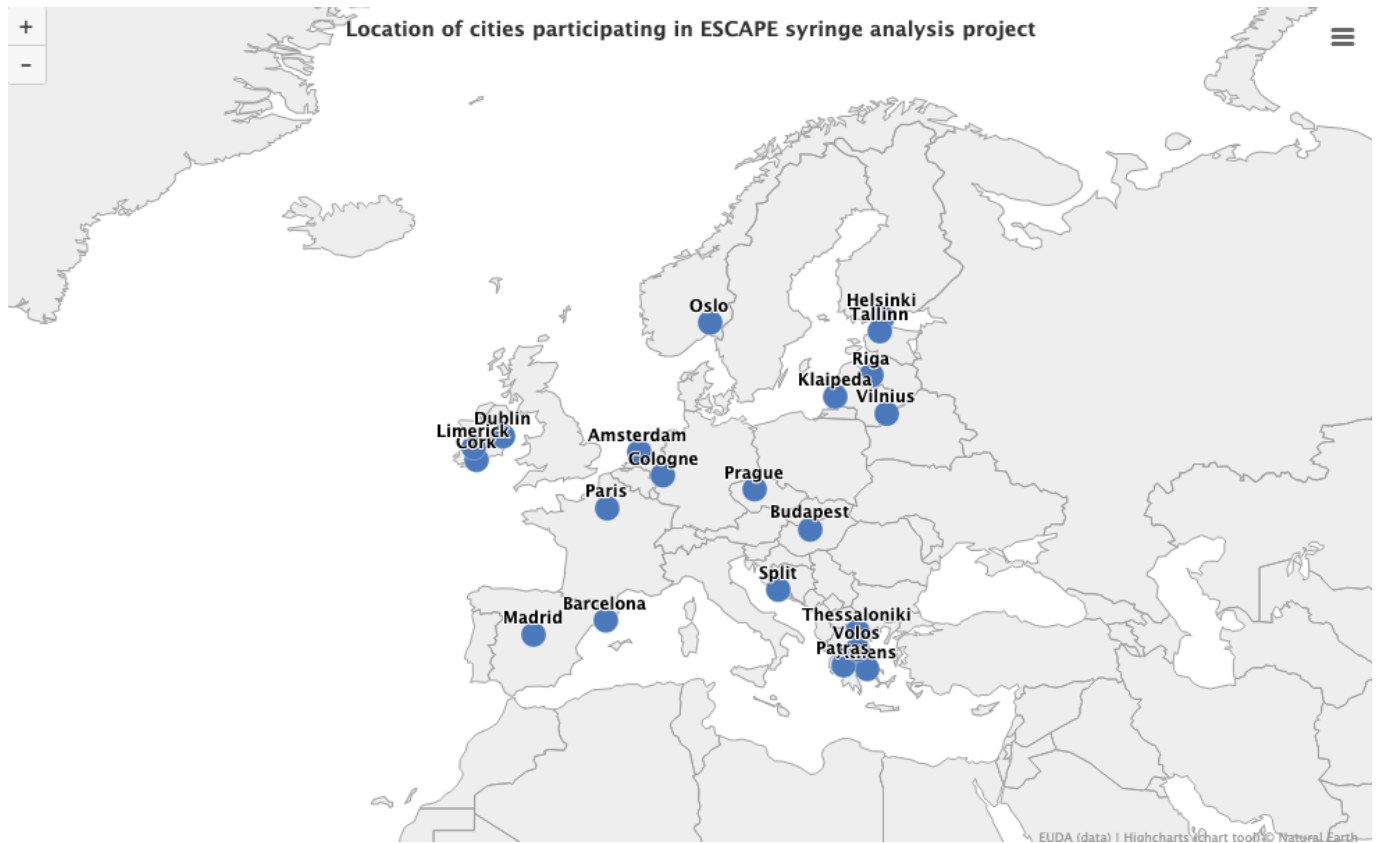 +
Location of cities participating in ESCAPE syringe analysis project
−
Oslo
Helsinki
Tallinn
Riga
Klaipeda
Vilnius
Dublin
Limerick
Cork
Amsterdam
Cologne
Prague
Paris
Budapest
Split
Barcelona
Madrid
Thessaloniki
Volos
Patras
Athens
EUDA (data) | Highcharts (chart tool) © Natural Earth